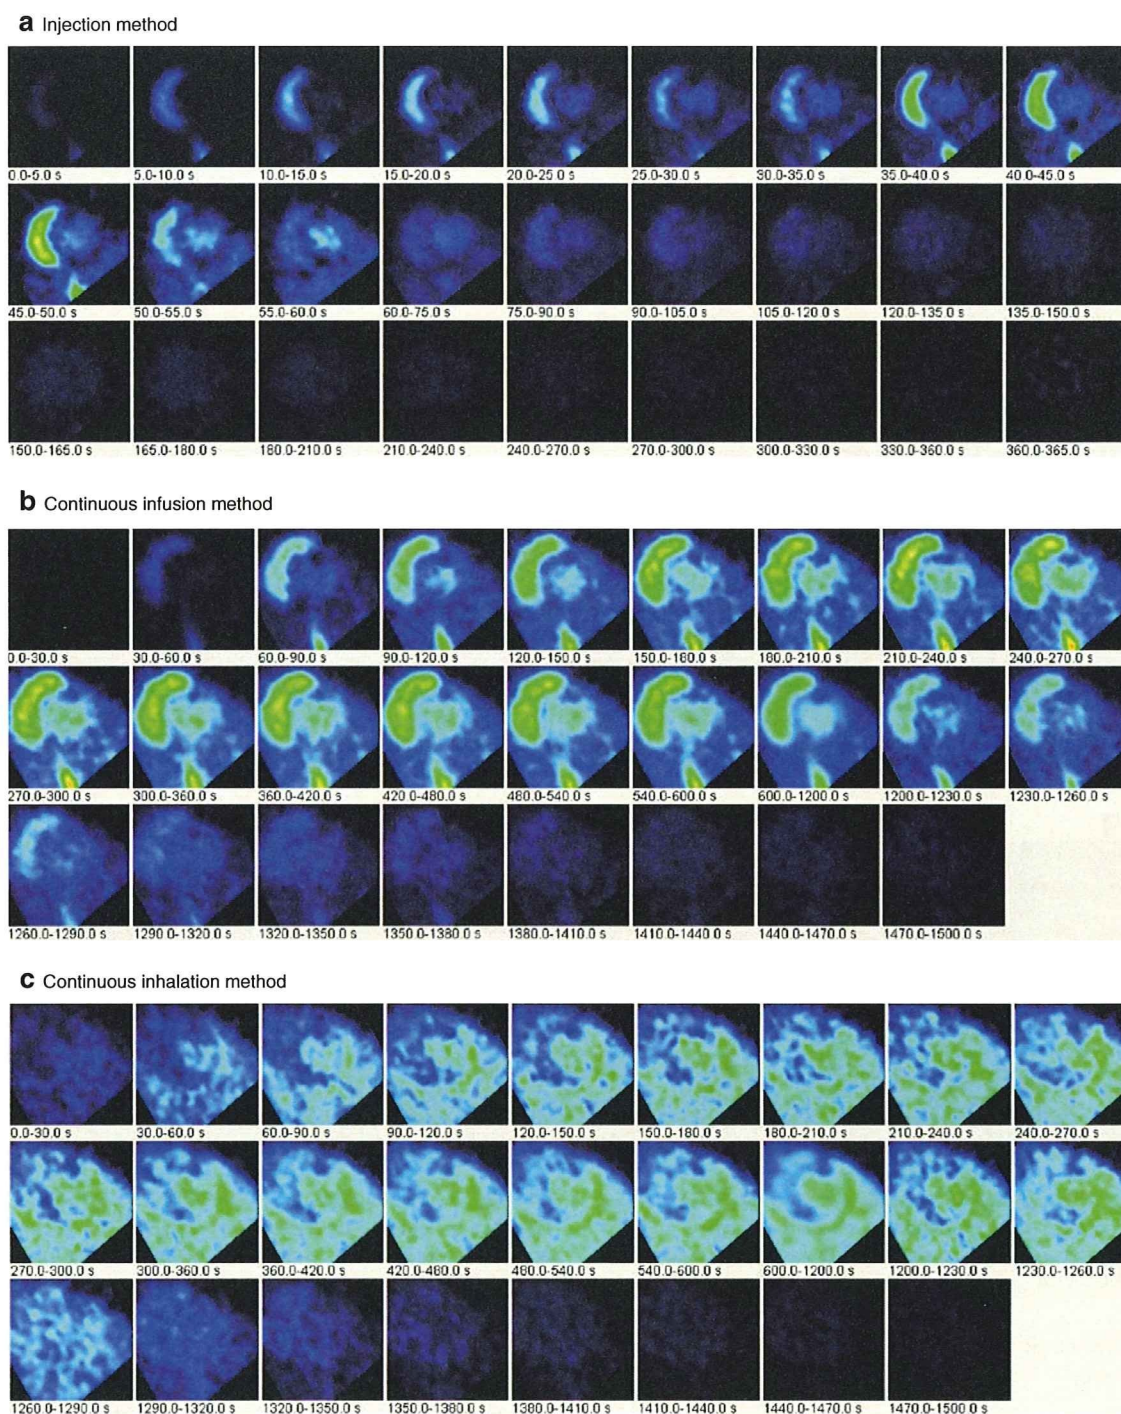 a Injection method
0.0-5.0 s 5.0-10.0 s 10.0-15.0 s 15.0-20.0 s 20.0-25.0 s 25.0-30.0 s 30.0-35.0 s 35.0-40.0 s 40.0-45.0 s
45.0-50.0 s 50.0-55.0 s 55.0-60.0 s 60.0-75.0 s 75.0-90.0 s 90.0-105.0 s 105.0-120.0 s 120.0-135.0 s 135.0-150.0 s
150.0-165.0 s 165.0-180.0 s 180.0-210.0 s 210.0-240.0 s 240.0-270.0 s 270.0-300.0 s 300.0-330.0 s 330.0-360.0 s 360.0-365.0 s
b Continuous infusion method
0.0-30.0 s 30.0-60.0 s 60.0-90.0 s 90.0-120.0 s 120.0-150.0 s 150.0-180.0 s 180.0-210.0 s 210.0-240.0 s 240.0-270.0 s
270.0-300.0 s 300.0-360.0 s 360.0-420.0 s 420.0-480.0 s 480.0-540.0 s 540.0-600.0 s 600.0-1200.0 s 1200.0-1230.0 s 1230.0-1260.0 s
1260.0-1290.0 s 1290.0-1320.0 s 1320.0-1350.0 s 1350.0-1380.0 s 1380.0-1410.0 s 1410.0-1440.0 s 1440.0-1470.0 s 1470.0-1500.0 s
c Continuous inhalation method
0.0-30.0 s 30.0-60.0 s 60.0-90.0 s 90.0-120.0 s 120.0-150.0 s 150.0-180.0 s 180.0-210.0 s 210.0-240.0 s 240.0-270.0 s
270.0-300.0 s 300.0-360.0 s 360.0-420.0 s 420.0-480.0 s 480.0-540.0 s 540.0-600.0 s 600.0-1200.0 s 1200.0-1230.0 s 1230.0-1260.0 s
1260.0-1290.0 s 1290.0-1320.0 s 1320.0-1350.0 s 1350.0-1380.0 s 1380.0-1410.0 s 1410.0-1440.0 s 1440.0-1470.0 s 1470.0-1500.0 s